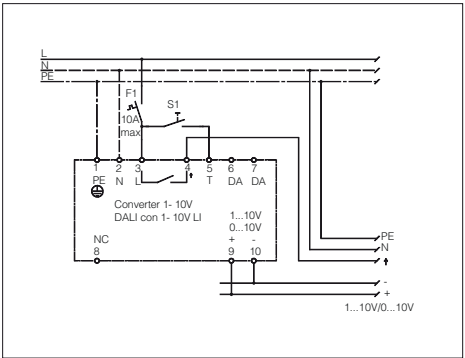 L
N
PE
F1
S1
10A
max
1 2 3 4 5 6 7
PE N L T DA DA
Converter 1- 10V
DALI con 1- 10V LI
1...10V
0...10V
+ -
NC
8 9 10
PE
N
-
+
1...10V/0...10V